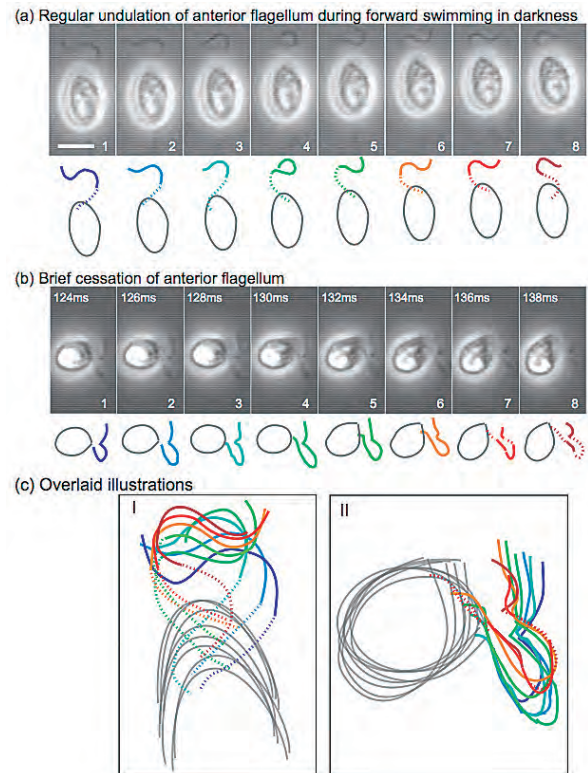 (a) Regular undulation of anterior flagellum during forward swimming in darkness
1 2 3 4 5 6 7 8
(b) Brief cessation of anterior flagellum
124ms 126ms 128ms 130ms 132ms 134ms 136ms 138ms
1 2 3 4 5 6 7 8
(c) Overlaid illustrations
I II